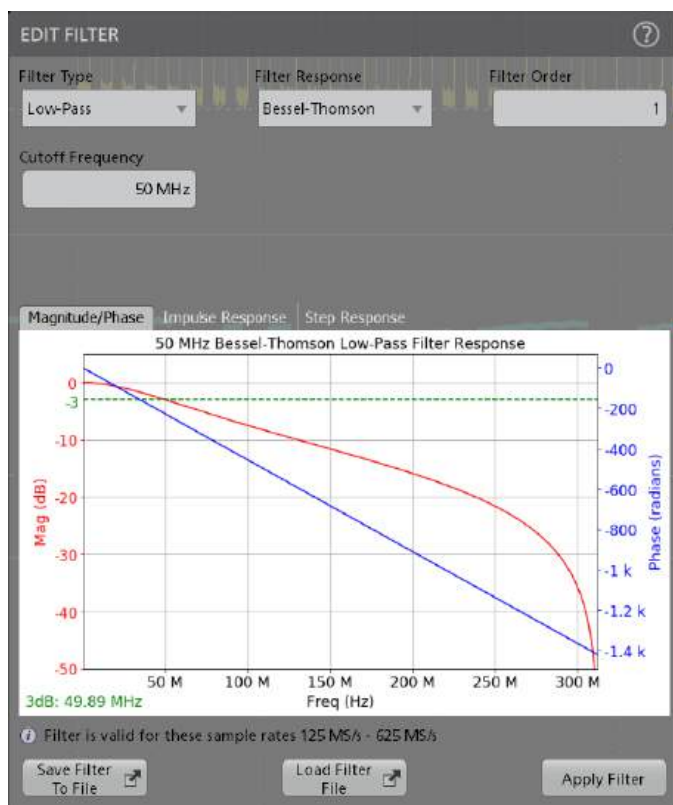 EDIT FILTER
?
Filter Type
Filter Response
Filter Order
Low-Pass
Bessel-Thomson
1
Cutoff Frequency
50 MHz
Magnitude/Phase
Impulse Response
Step Response
50 MHz Bessel-Thomson Low-Pass Filter Response
0
-3
-10
-20
-30
-40
-50
Mag (dB)
0
-200
-400
-600
-800
-1 k
-1.2 k
-1.4 k
Phase (radians)
50 M
100 M
150 M
200 M
250 M
300 M
3dB: 49.89 MHz
Freq (Hz)
i Filter is valid for these sample rates 125 MS/s - 625 MS/s
Save Filter
To File
Load Filter
File
Apply Filter